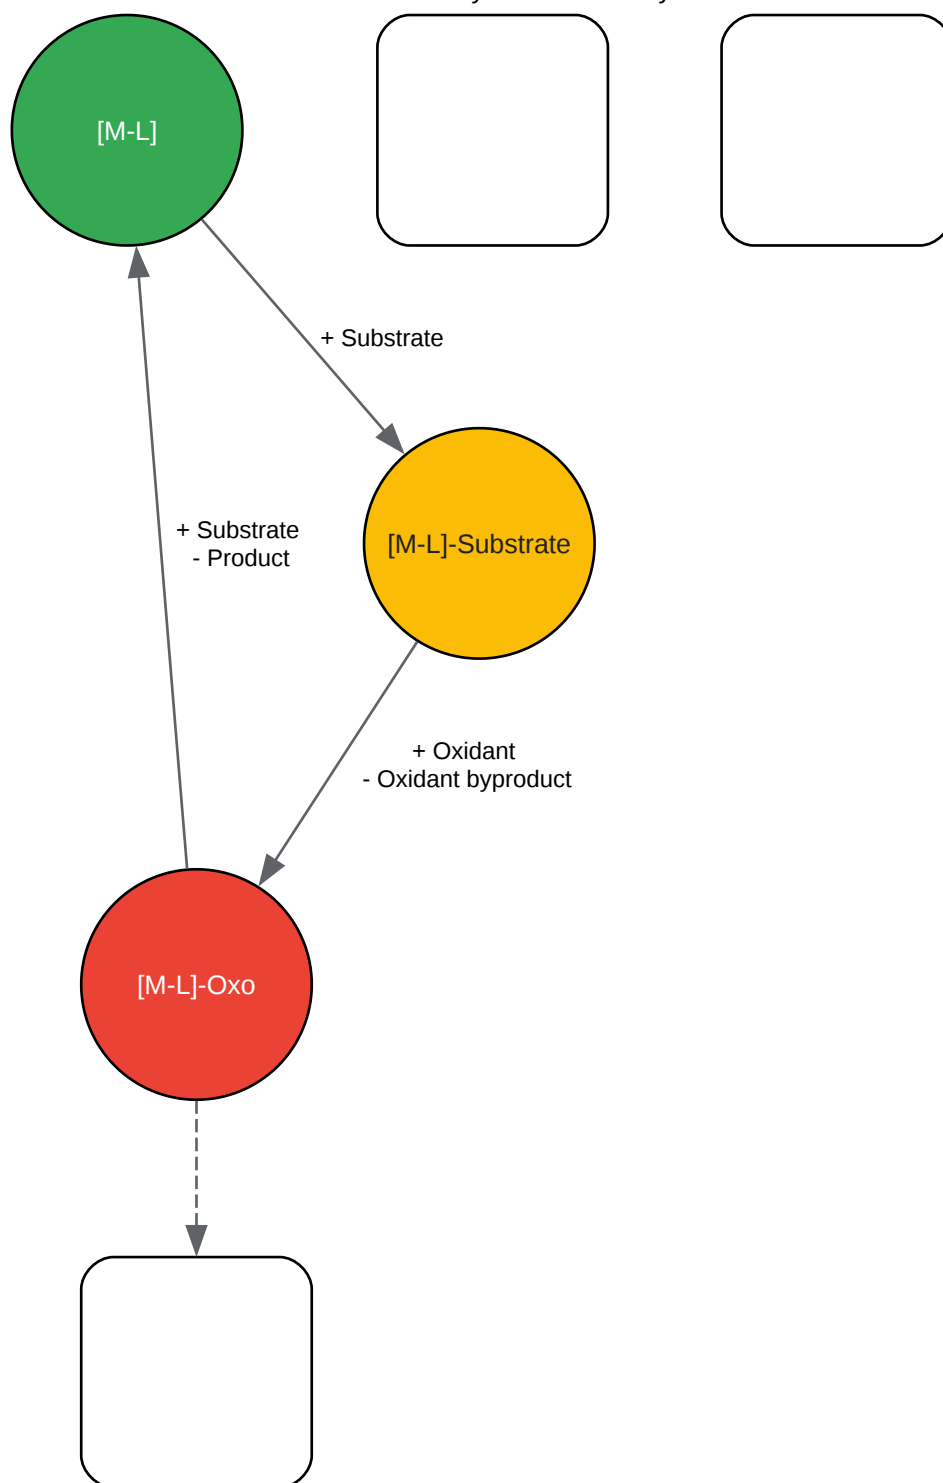 [M-L]
+ Substrate
+ Substrate
- Product
[M-L]-Substrate
+ Oxidant
- Oxidant byproduct
[M-L]-Oxo